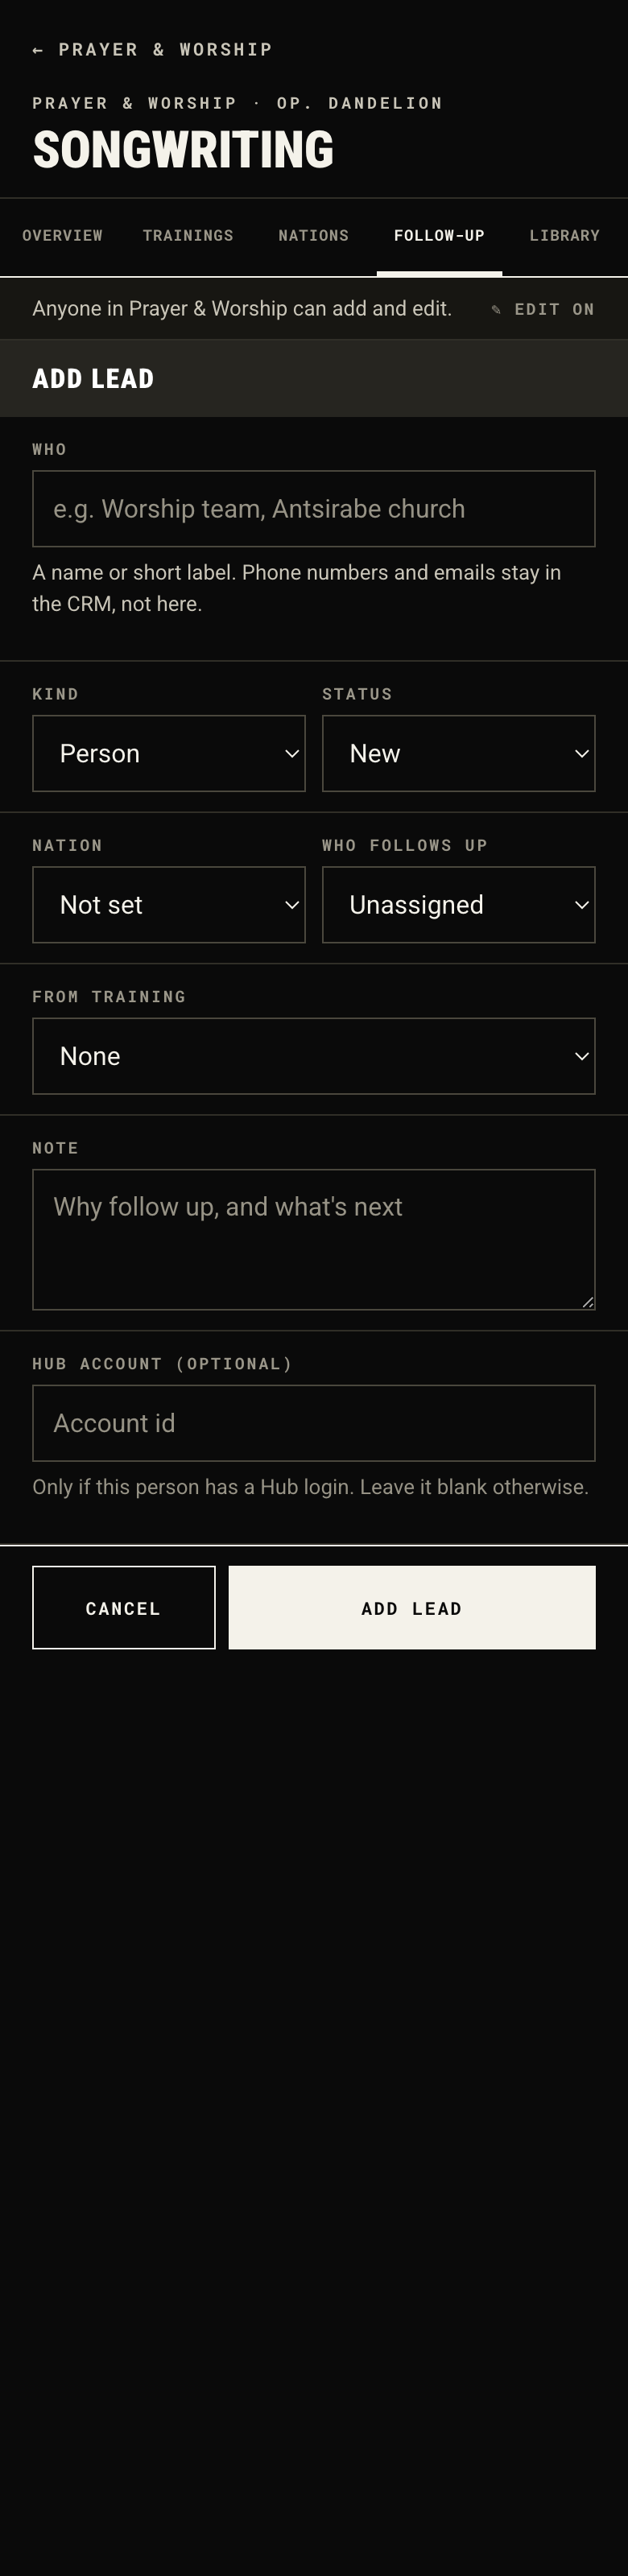 ← PRAYER & WORSHIP
PRAYER & WORSHIP · OP. DANDELION
SONGWRITING
OVERVIEW TRAININGS NATIONS FOLLOW-UP LIBRARY
Anyone in Prayer & Worship can add and edit. ✎ EDIT ON
ADD LEAD
WHO
e.g. Worship team, Antsirabe church
A name or short label. Phone numbers and emails stay in
the CRM, not here.
KIND STATUS
Person New
NATION WHO FOLLOWS UP
Not set Unassigned
FROM TRAINING
None
NOTE
Why follow up, and what's next
HUB ACCOUNT (OPTIONAL)
Account id
Only if this person has a Hub login. Leave it blank otherwise.
CANCEL ADD LEAD